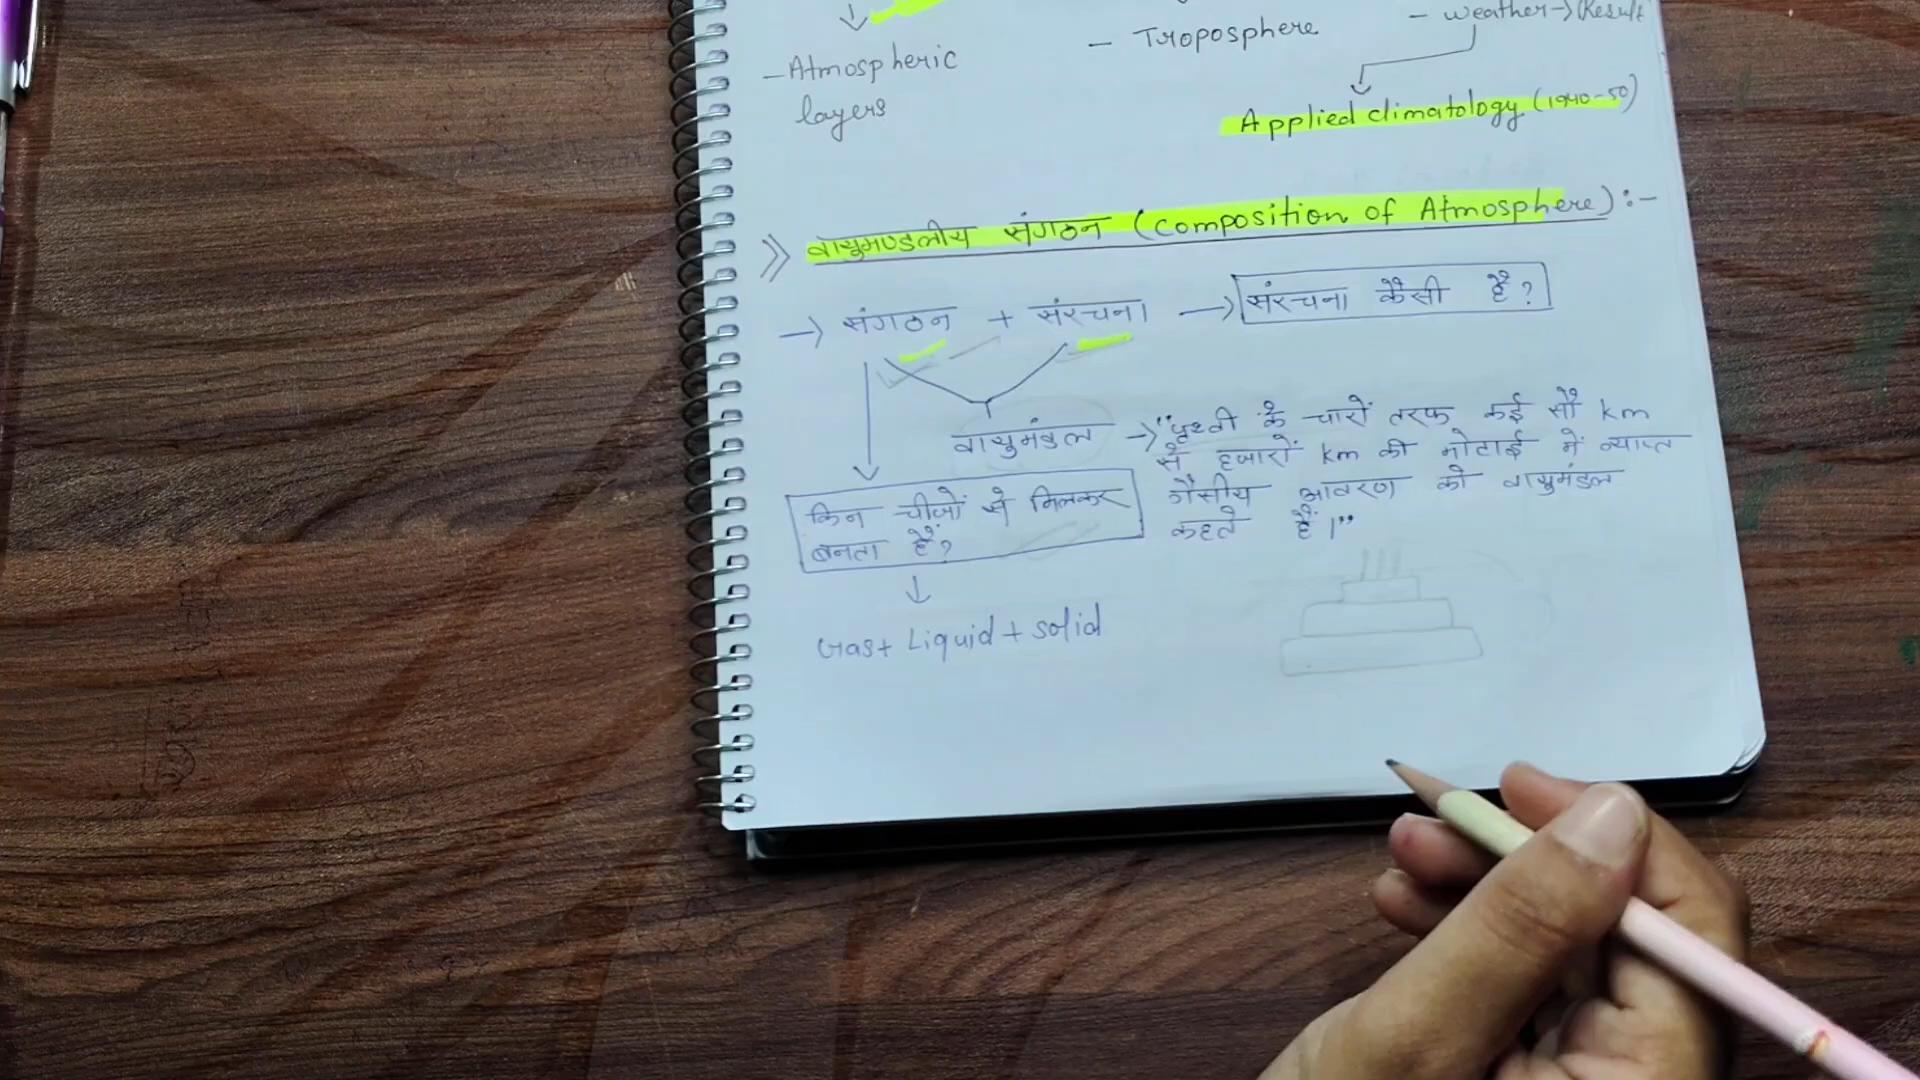 - Atmospheric
layers
- Troposphere
- weather → Result
Applied climatology (1940-50)
>> वायुमण्डलीय संगठन (Composition of Atmosphere) :-
→ संगठन + संरचना → संरचना कैसी है?
वायुमंडल → "पृथ्वी के चारों तरफ कई सौ km
से हजारों km की मोटाई में व्याप्त
गैसीय आवरण को वायुमंडल
कहते हैं।"
किन चीजों से मिलकर
बनता है?
Gas + Liquid + solid